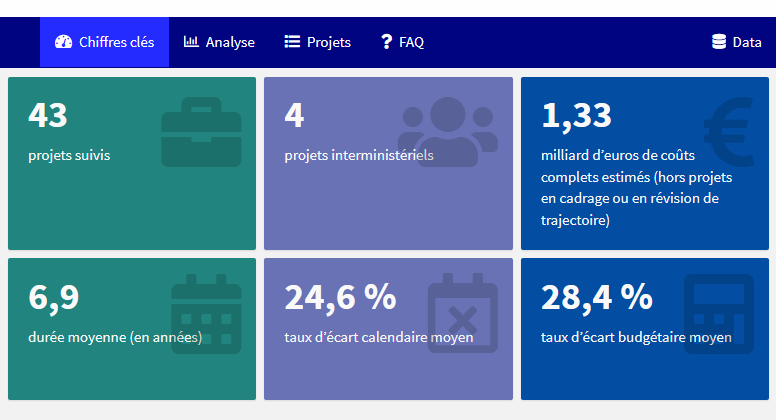 Chiffres clés Analyse Projets FAQ Data
43
projets suivis
4
projets interministériels
1,33
milliard d’euros de coûts
complets estimés (hors projets
en cadrage ou en révision de
trajectoire)
6,9
durée moyenne (en années)
24,6 %
taux d’écart calendaire moyen
28,4 %
taux d’écart budgétaire moyen